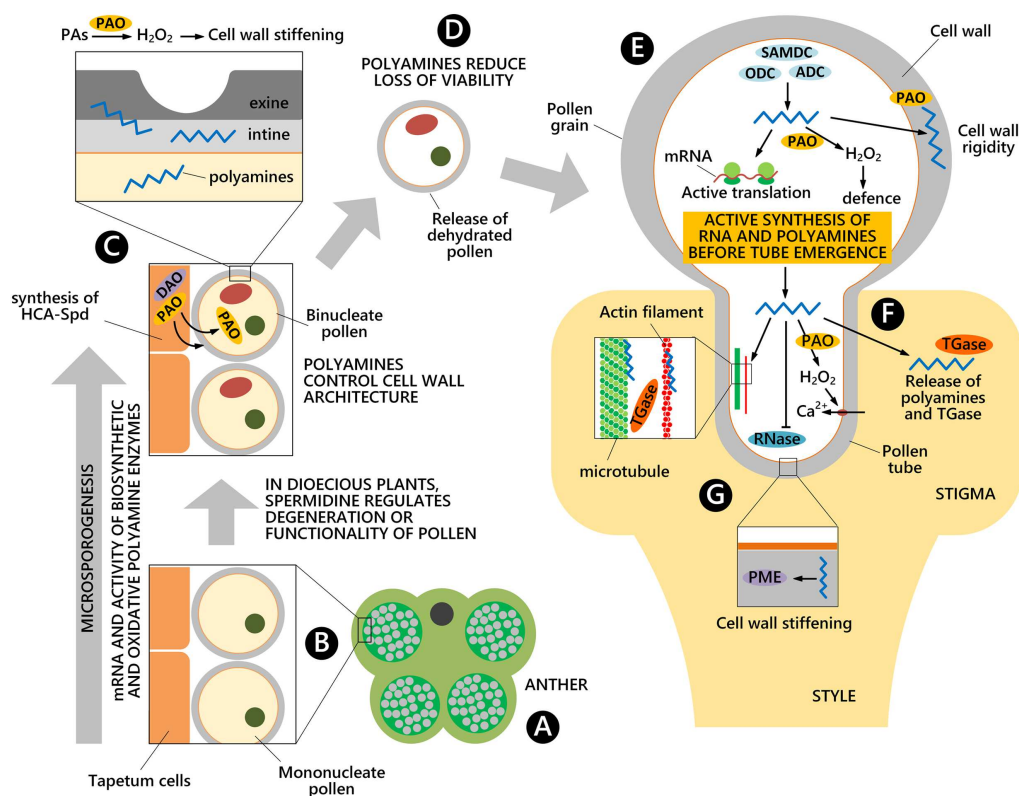 PAO
PAs → H₂O₂ → Cell wall stiffening
exine
intine
polyamines
C
synthesis of
HCA-Spd
DAO
PAO
PAO
Binucleate
pollen
POLYAMINES
CONTROL CELL WALL
ARCHITECTURE
MICROSPOROGENESIS
mRNA AND ACTIVITY OF BIOSYNTHETIC
AND OXIDATIVE POLYAMINE ENZYMES
IN DIOECIOUS PLANTS,
SPERMIDINE REGULATES
DEGENERATION OR
FUNCTIONALITY OF POLLEN
B
Tapetum cells
Mononucleate
pollen
ANTHER
A
D
POLYAMINES REDUCE
LOSS OF VIABILITY
Release of
dehydrated
pollen
E
Pollen
grain
Cell wall
SAMDC
ODC
ADC
PAO
PAO
Cell wall
rigidity
mRNA
H₂O₂
Active translation
defence
ACTIVE SYNTHESIS OF
RNA AND POLYAMINES
BEFORE TUBE EMERGENCE
Actin filament
TGase
microtubule
PAO
H₂O₂
Ca²⁺
RNase
F
TGase
Release of
polyamines
and TGase
Pollen
tube
STIGMA
G
PME
Cell wall stiffening
STYLE